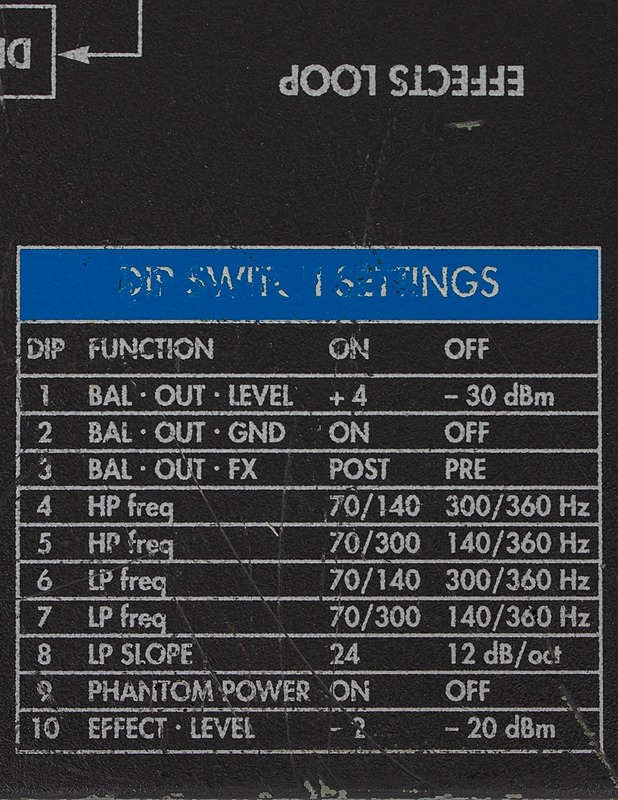 EFFECTS LOOP
DIP SWITCH SETTINGS
DIP FUNCTION ON OFF
1 BAL · OUT · LEVEL + 4 – 30 dBm
2 BAL · OUT · GND ON OFF
3 BAL · OUT · FX POST PRE
4 HP freq 70/140 300/360 Hz
5 HP freq 70/300 140/360 Hz
6 LP freq 70/140 300/360 Hz
7 LP freq 70/300 140/360 Hz
8 LP SLOPE 24 12 dB/oct
9 PHANTOM POWER ON OFF
10 EFFECT · LEVEL – 2 – 20 dBm